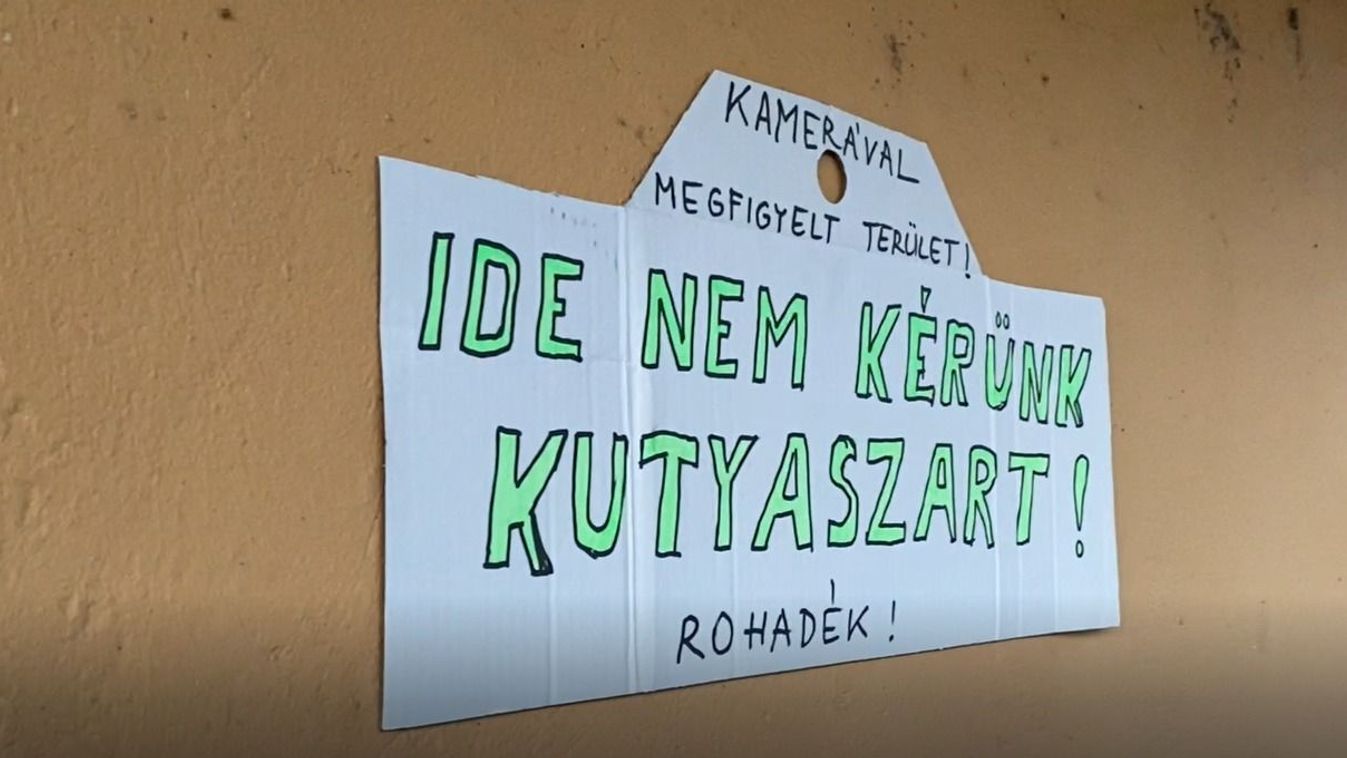 KAMERÁVAL
MEGFIGYELT TERÜLET!
IDE NEM KÉRÜNK
KUTYASZART!
ROHADÉK!